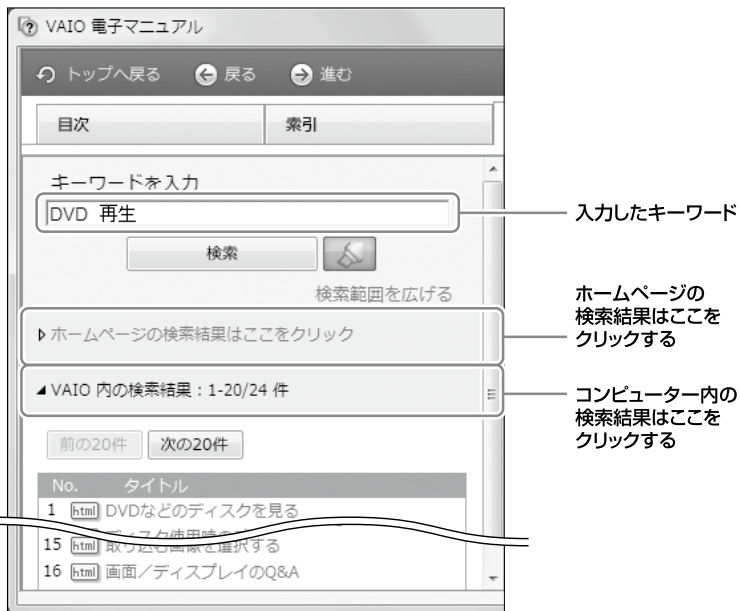 VAIO 電子マニュアル
トップへ戻る 戻る 進む
目次 索引
キーワードを入力
DVD 再生
入力したキーワード
検索
検索範囲を広げる
ホームページの検索結果はここをクリック
ホームページの
検索結果はここを
クリックする
VAIO 内の検索結果:1-20/24 件
コンピューター内の
検索結果はここを
クリックする
前の20件 次の20件
No. タイトル
1 html DVDなどのディスクを見る
15 html 取り込む画像を選択する
16 html 画面/ディスプレイのQ&A